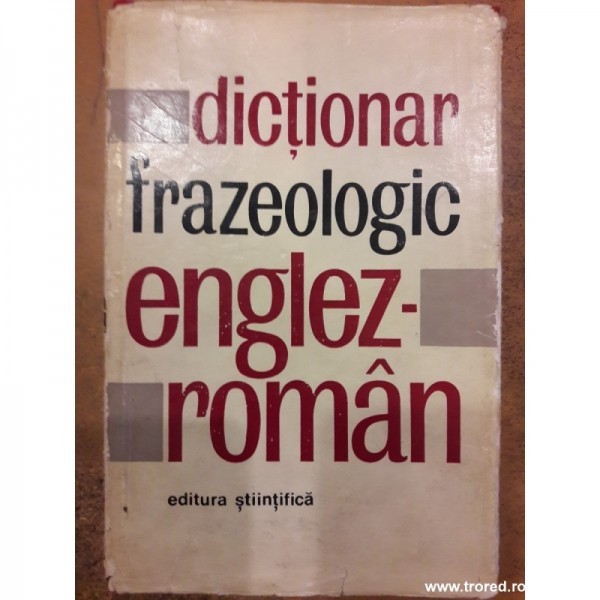 dicționar
frazeologic
englez-
român
editura științifică
www.trored.ro